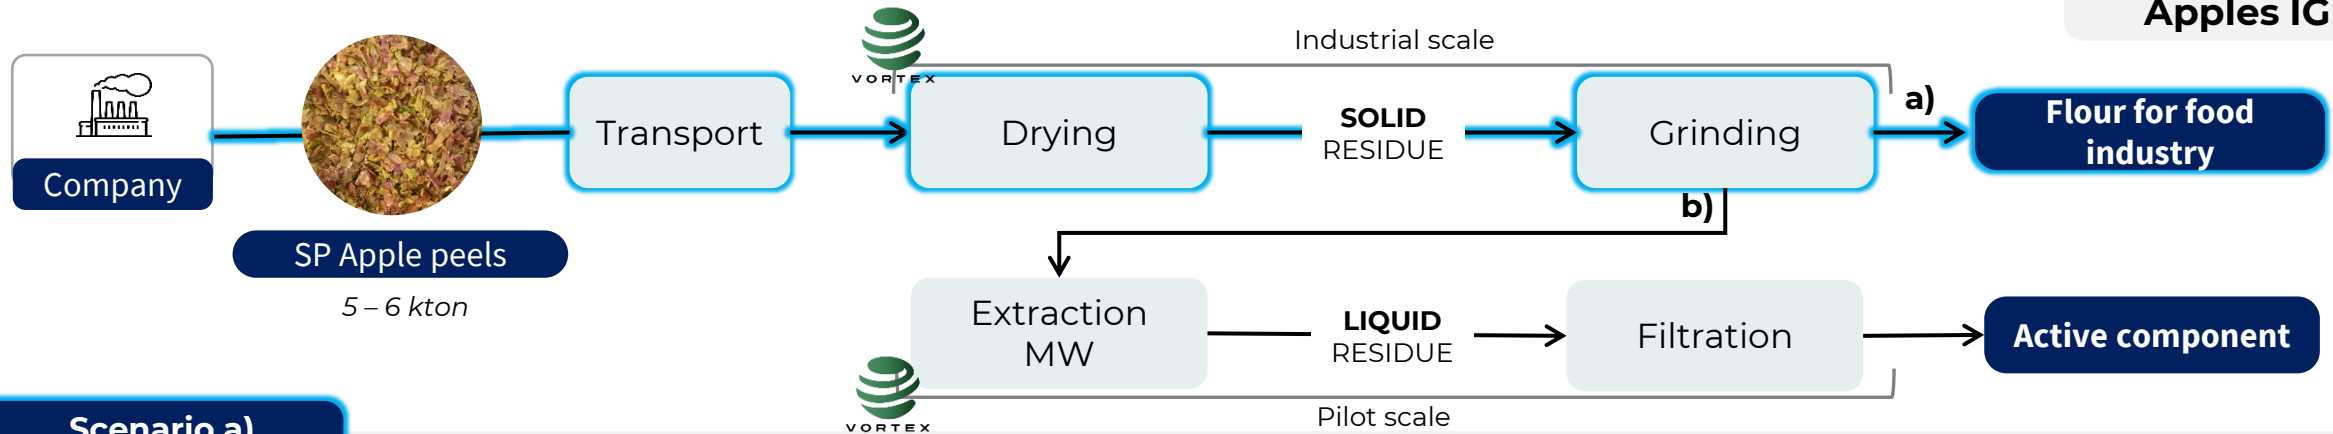 Apples IG
Industrial scale
VORTEX
Company
SP Apple peels
5 – 6 kton
Transport
Drying
SOLID
RESIDUE
Grinding
a)
Flour for food
industry
b)
Extraction
MW
LIQUID
RESIDUE
Filtration
Active component
VORTEX
Pilot scale
Scenario a)